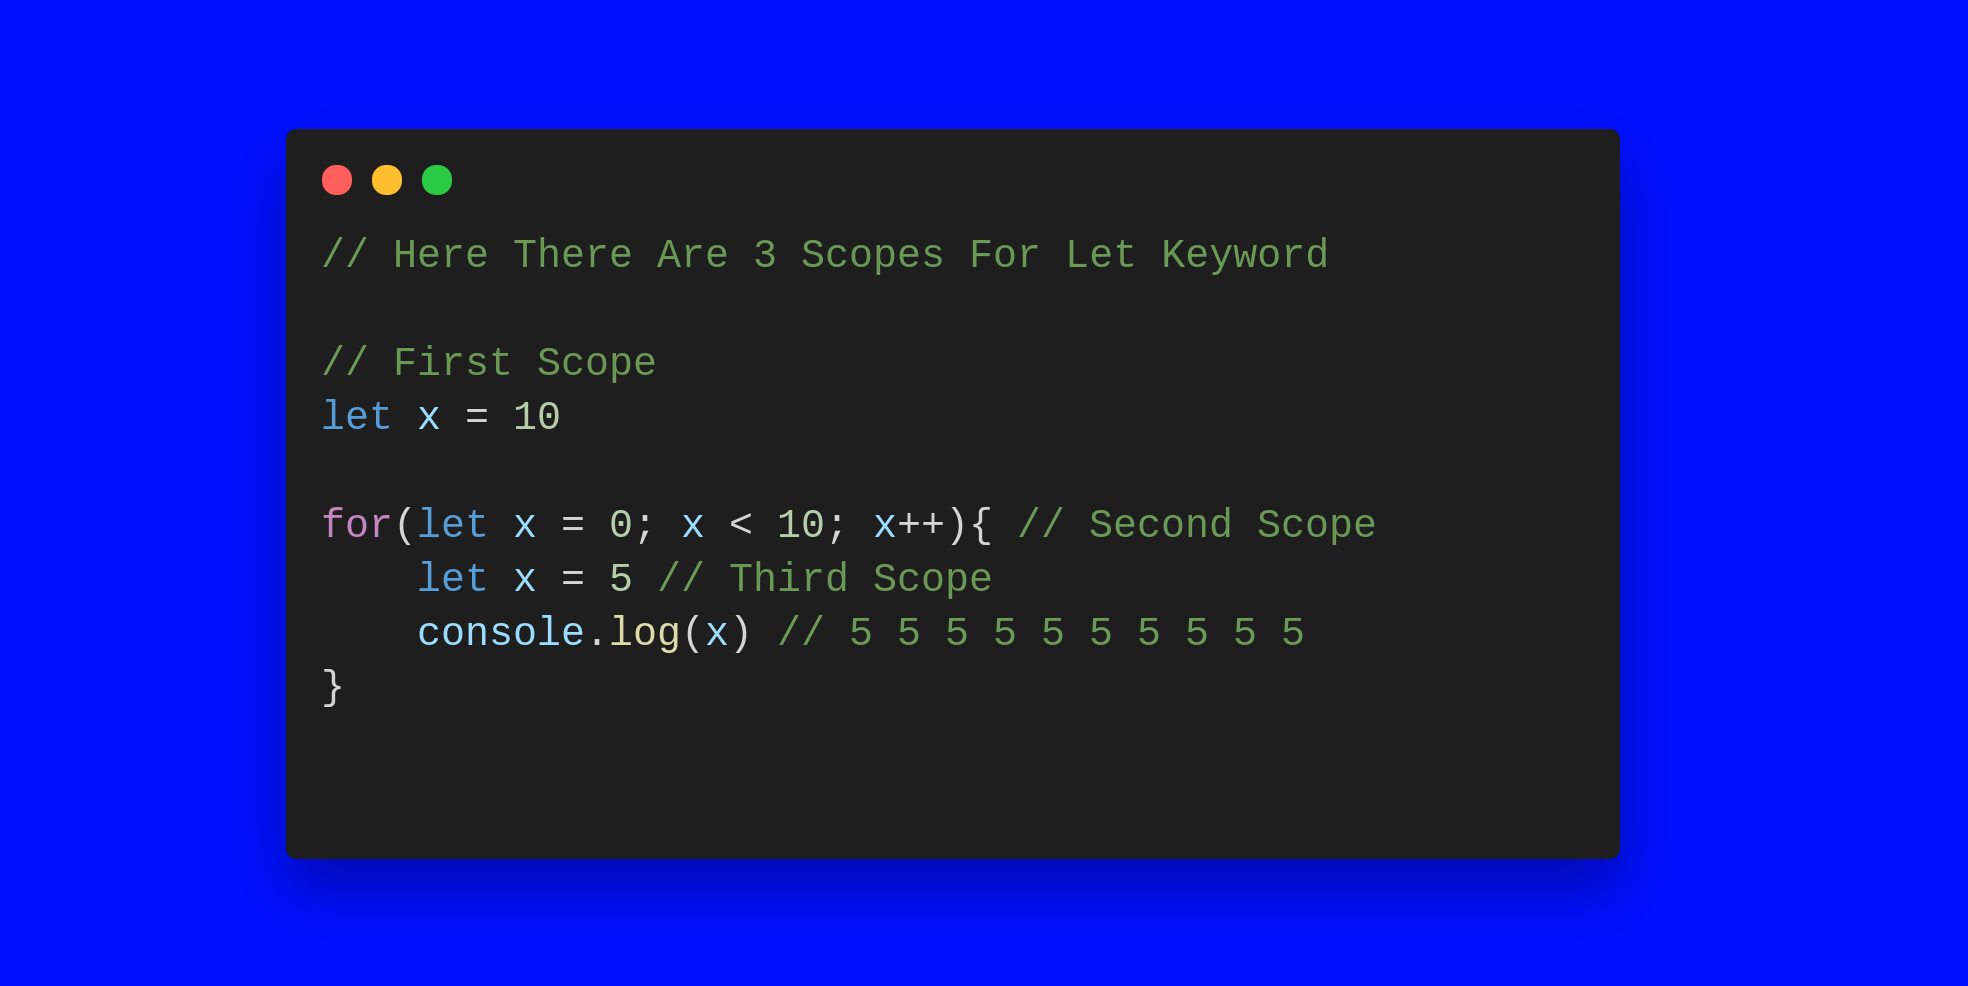 // Here There Are 3 Scopes For Let Keyword
// First Scope
let x = 10
for(let x = 0; x < 10; x++){ // Second Scope
    let x = 5 // Third Scope
    console.log(x) // 5 5 5 5 5 5 5 5 5 5
}